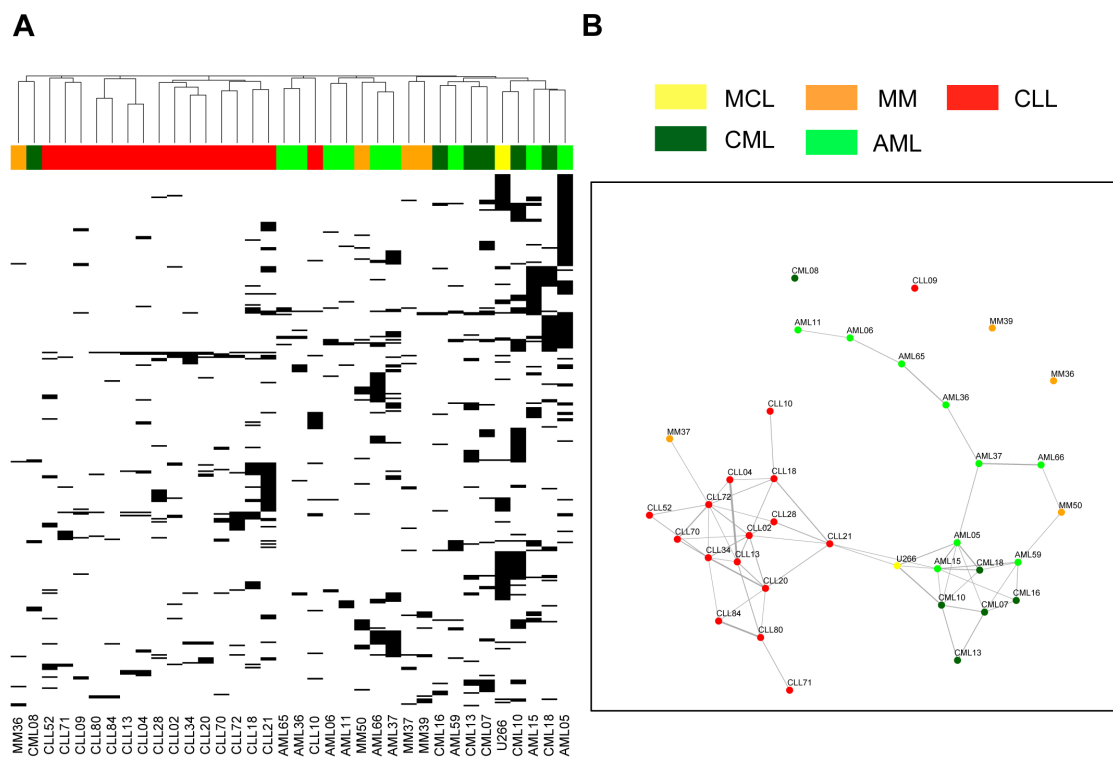 A
B
MCL
MM
CLL
CML
AML
CML08
CLL09
AML11
AML06
MM39
AML65
MM36
AML36
CLL10
MM37
AML37
AML66
CLL04
CLL18
CLL72
CLL52
CLL28
MM50
CLL70
CLL02
CLL21
AML05
CLL34
CLL13
U266
AML15
CML18
AML59
CLL20
CML10
CML07
CML16
CLL84
CLL80
CML13
CLL71
MM36
CML08
CLL52
CLL71
CLL09
CLL80
CLL84
CLL13
CLL04
CLL28
CLL02
CLL34
CLL20
CLL70
CLL72
CLL18
CLL21
AML65
AML36
CLL10
AML06
AML11
MM50
AML66
AML37
MM37
MM39
CML16
AML59
CML13
CML07
U266
CML10
AML15
CML18
AML05